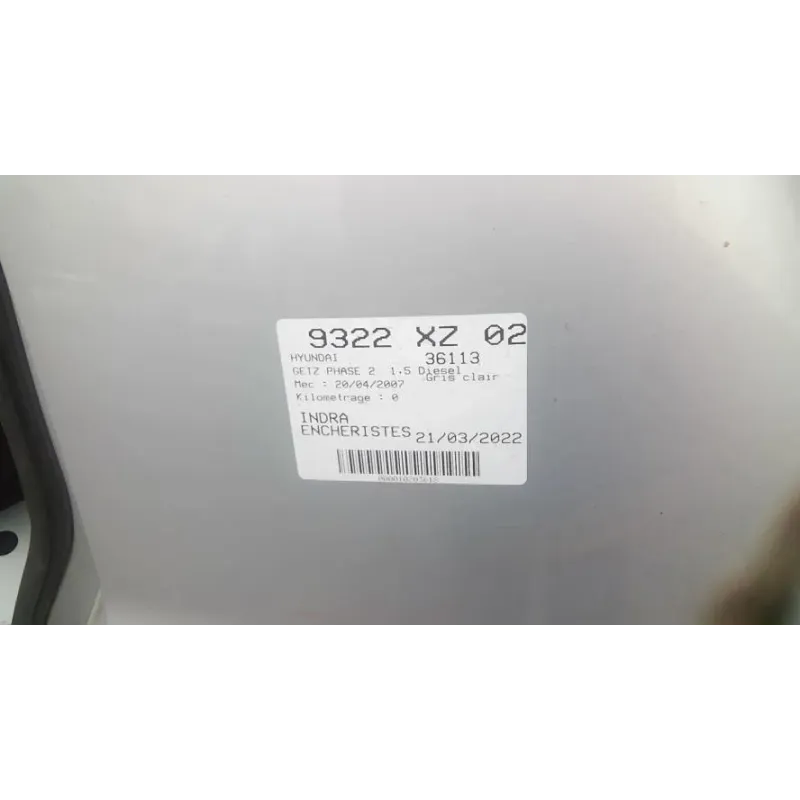 9322 XZ 02
HYUNDAI 36113
GETZ PHASE 2 1.5 Diesel
Gris clair
Mec : 20/04/2007
Kilometrage : 0
INDRA
ENCHERISTES 21/03/2022